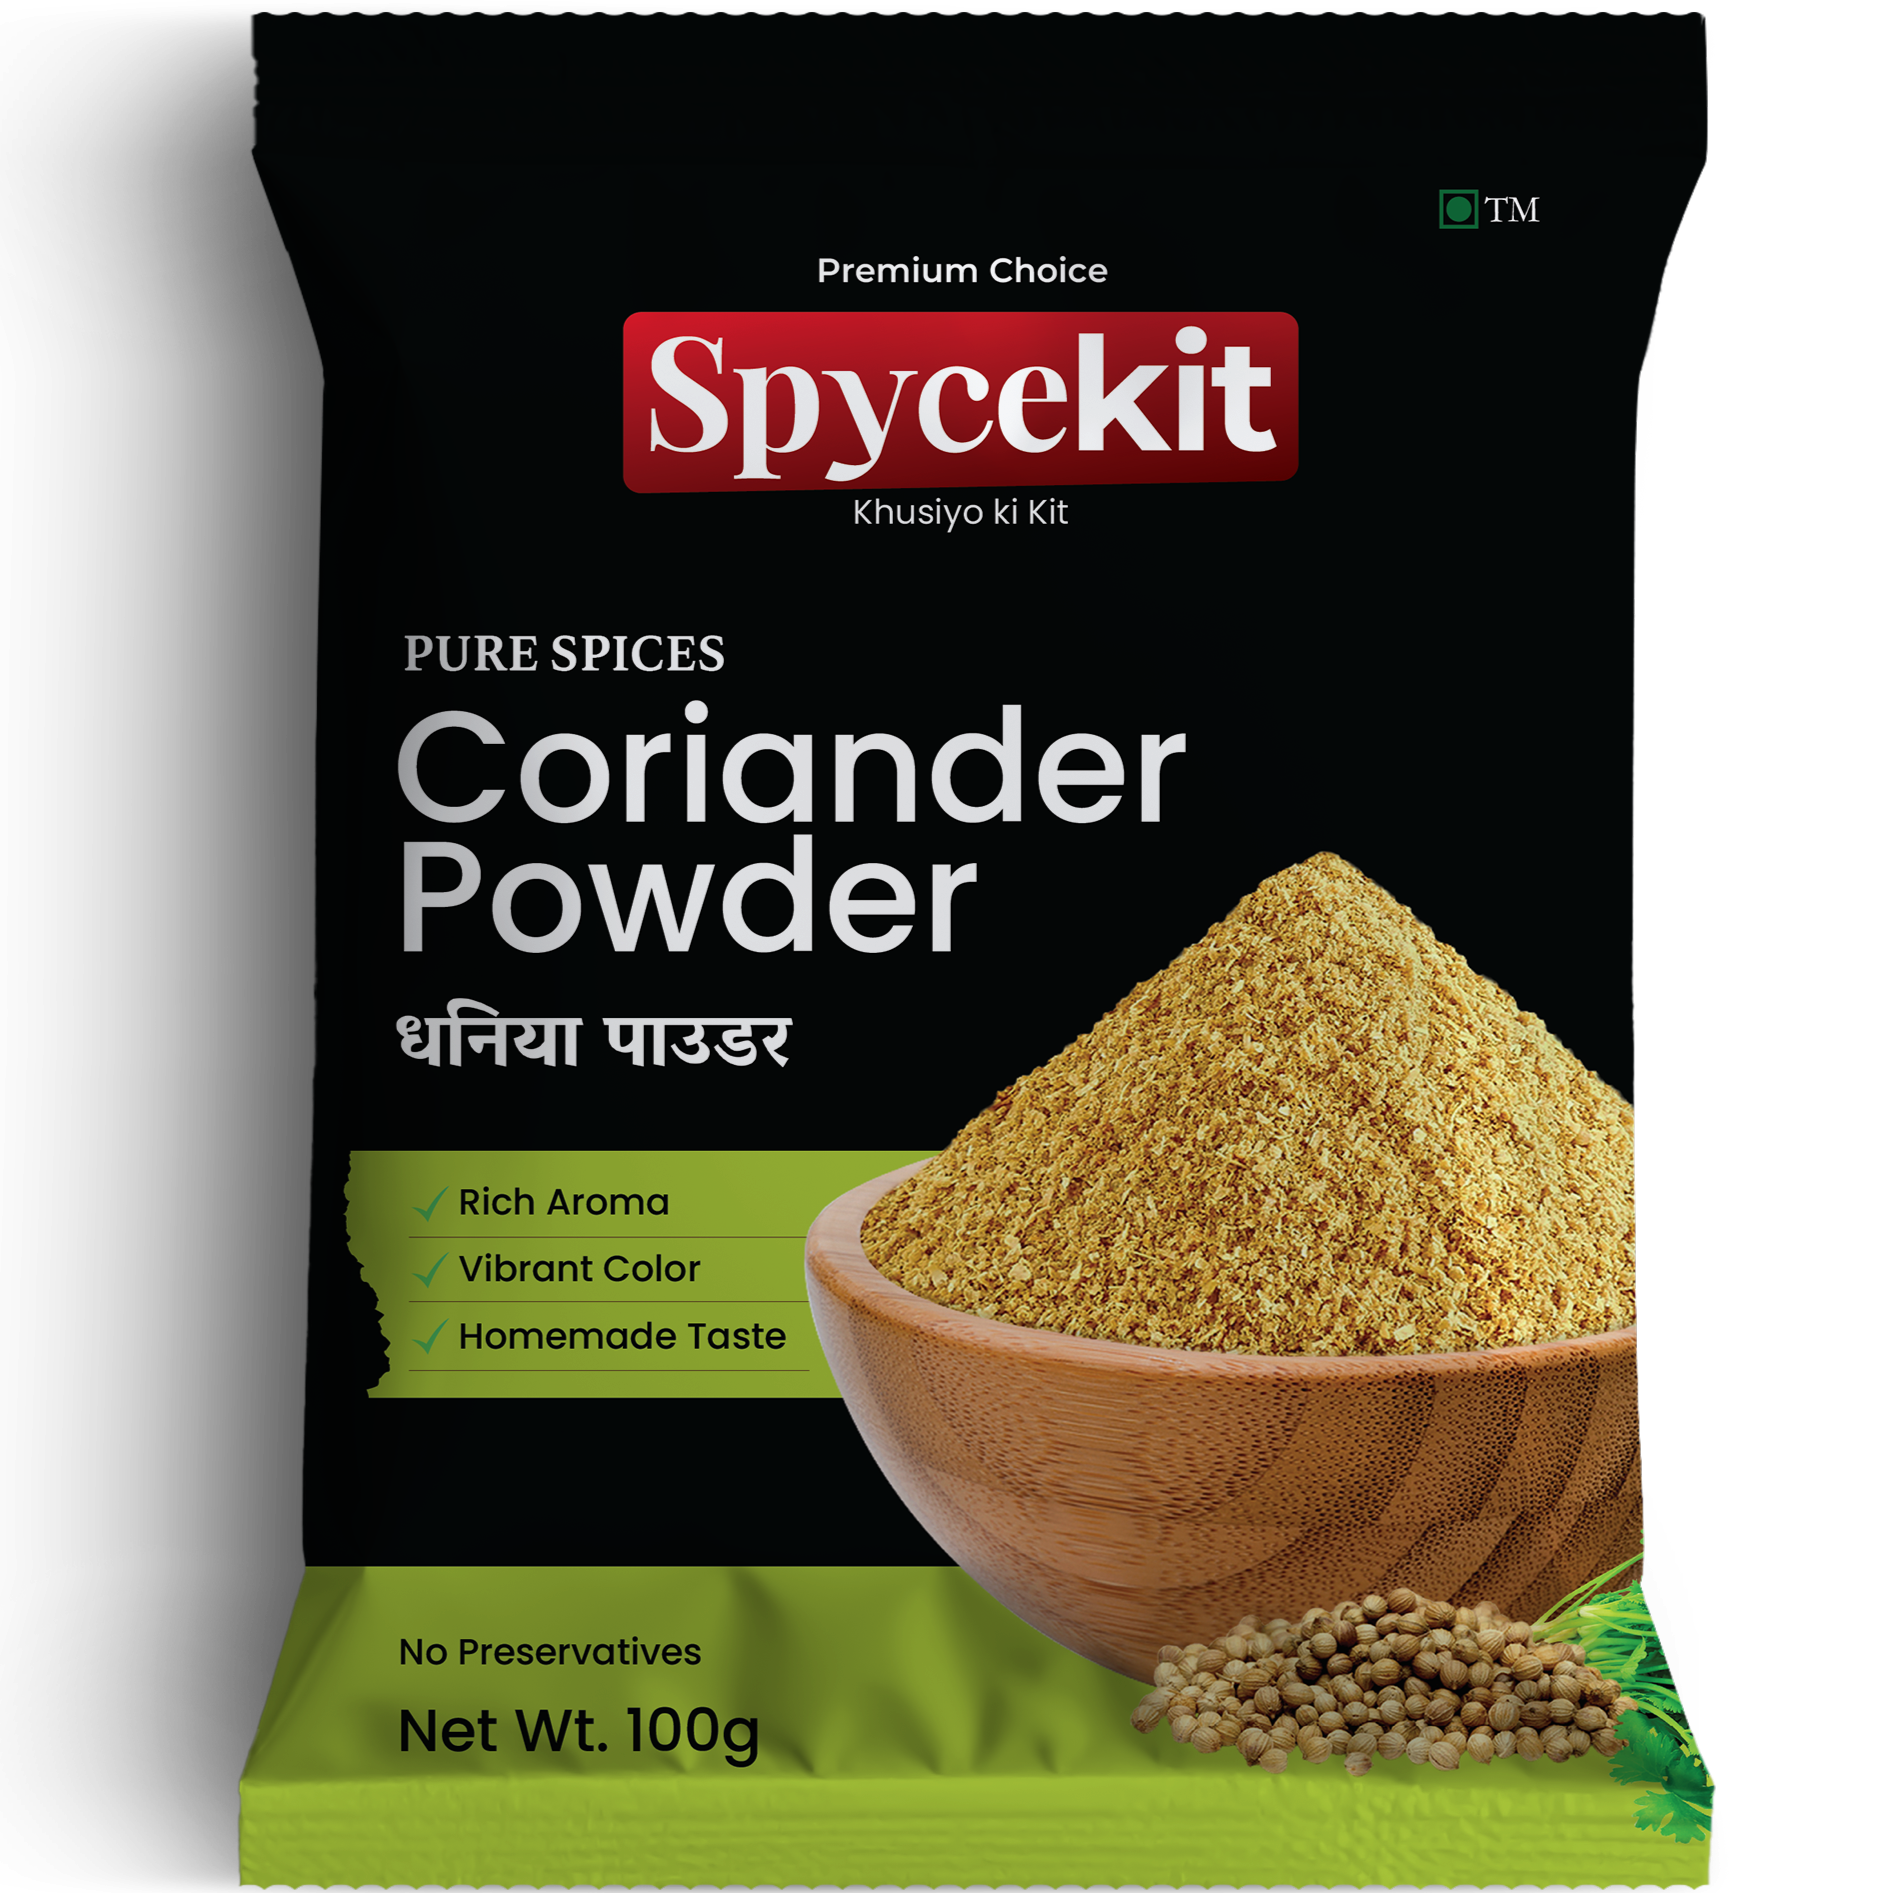 TM
Premium Choice
Spycekit
Khusiyo ki Kit
PURE SPICES
Coriander
Powder
धनिया पाउडर
Rich Aroma
Vibrant Color
Homemade Taste
No Preservatives
Net Wt. 100g